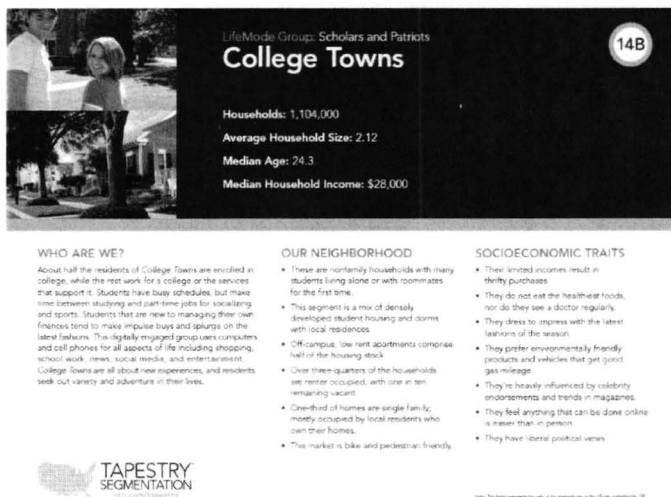 LifeMode Group: Scholars and Patriots
College Towns
14B
Households: 1,104,000
Average Household Size: 2.12
Median Age: 24.3
Median Household Income: $28,000
WHO ARE WE?
About half the residents of College Towns are enrolled in
college, while the rest work for a college or the services
that support it. Students have busy schedules, but make
time between studying and part-time jobs for socializing
and sports. Students that are new to managing their own
finances tend to make impulse buys and splurge on the
latest fashions. This digitally engaged group uses computers
and cell phones for all aspects of life including shopping,
school work, news, social media, and entertainment.
College Towns are all about new experiences, and residents
seek out variety and adventure in their lives.
OUR NEIGHBORHOOD
• These are nonfamily households with many
students living alone or with roommates
for the first time.
• This segment is a mix of densely
developed student housing and dorms
with local residences.
• Off-campus, low rent apartments comprise
half of the housing stock.
• Over three-quarters of the households
are renter occupied, with one in ten
remaining vacant.
• One-third of homes are single family;
mostly occupied by local residents who
own their homes.
• This market is bike and pedestrian friendly.
SOCIOECONOMIC TRAITS
• Their limited incomes result in
thrifty purchases.
• They do not eat the healthiest foods,
nor do they see a doctor regularly.
• They dress to impress with the latest
fashions of the season.
• They prefer environmentally friendly
products and vehicles that get good
gas mileage.
• They're heavily influenced by celebrity
endorsements and trends in magazines.
• They feel anything that can be done online
is easier than in person.
• They have liberal political views.
TAPESTRY
SEGMENTATION
esri.com/tapestry